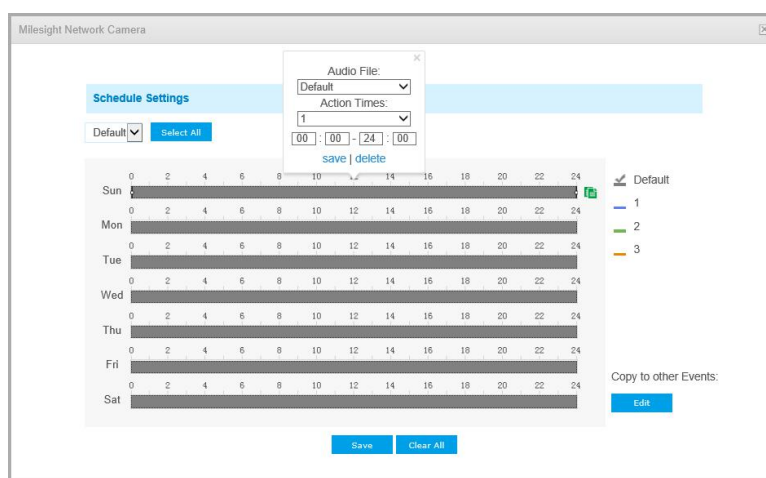 Milesight Network Camera
Audio File:
Default
Action Times:
1
00 : 00 - 24 : 00
save | delete
Schedule Settings
Default Select All
0 2 4 6 8 10 12 14 16 18 20 22 24
Sun
0 2 4 6 8 10 12 14 16 18 20 22 24
Mon
0 2 4 6 8 10 12 14 16 18 20 22 24
Tue
0 2 4 6 8 10 12 14 16 18 20 22 24
Wed
0 2 4 6 8 10 12 14 16 18 20 22 24
Thu
0 2 4 6 8 10 12 14 16 18 20 22 24
Fri
0 2 4 6 8 10 12 14 16 18 20 22 24
Sat
Default
1
2
3
Copy to other Events:
Edit
Save Clear All